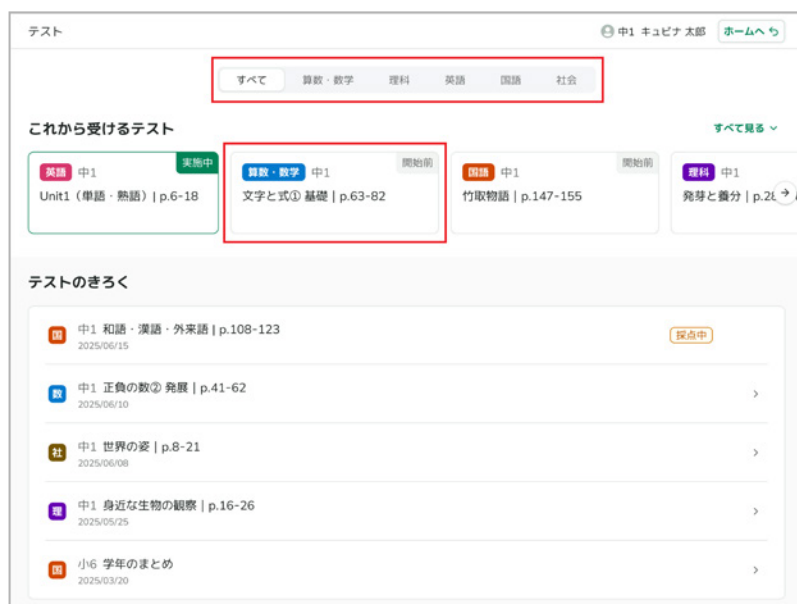 テスト
中1 キュビナ 太郎
ホームへ
すべて 算数・数学 理科 英語 国語 社会
これから受けるテスト
すべて見る
英語 中1 実施中
Unit1（単語・熟語）| p.6-18
算数・数学 中1 開始前
文字と式① 基礎 | p.63-82
国語 中1 開始前
竹取物語 | p.147-155
理科 中1
発芽と養分 | p.28
テストのきろく
国 中1 和語・漢語・外来語 | p.108-123
2025/06/15
採点中
数 中1 正負の数② 発展 | p.41-62
2025/06/10
社 中1 世界の姿 | p.8-21
2025/06/08
理 中1 身近な生物の観察 | p.16-26
2025/05/25
国 小6 学年のまとめ
2025/03/20